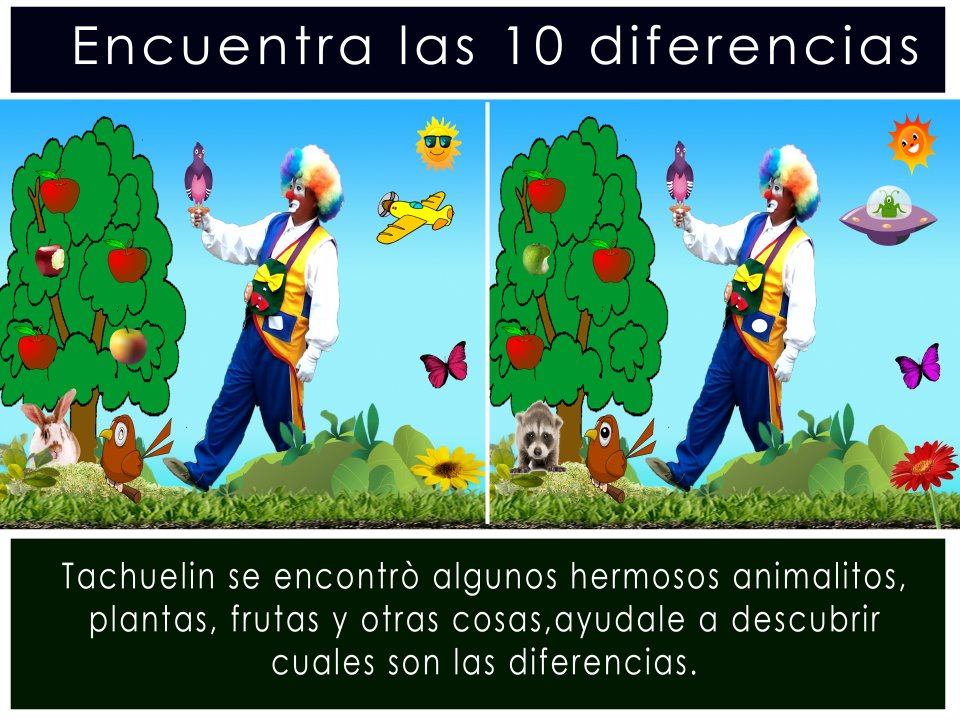 Encuentra las 10 diferencias
Tachuelin se encontrò algunos hermosos animalitos,
plantas, frutas y otras cosas,ayudale a descubrir
cuales son las diferencias.